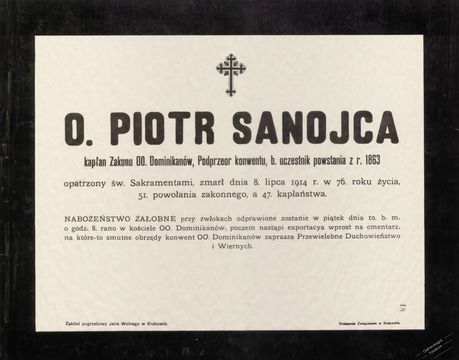 O. PIOTR SANOJCA
kapłan Zakonu OO. Dominikanów, Podprzeor konwentu, b. uczestnik powstania z r. 1863
opatrzony św. Sakramentami, zmarł dnia 8. lipca 1914 r. w 76. roku życia,
51. powołania zakonnego, a 47. kapłaństwa.
NABOŻEŃSTWO ŻAŁOBNE przy zwłokach odprawione zostanie w piątek dnia 10. b. m.
o godz. 8. rano w kościele OO. Dominikanów, poczem nastąpi exportacya wprost na cmentarz,
na które-to smutne obrzędy konwent OO. Dominikanów zaprasza Przewielebne Duchowieństwo
i Wiernych.
Zakład pogrzebowy Jana Wolnego w Krakowie.
Drukarnia Związkowa w Krakowie.